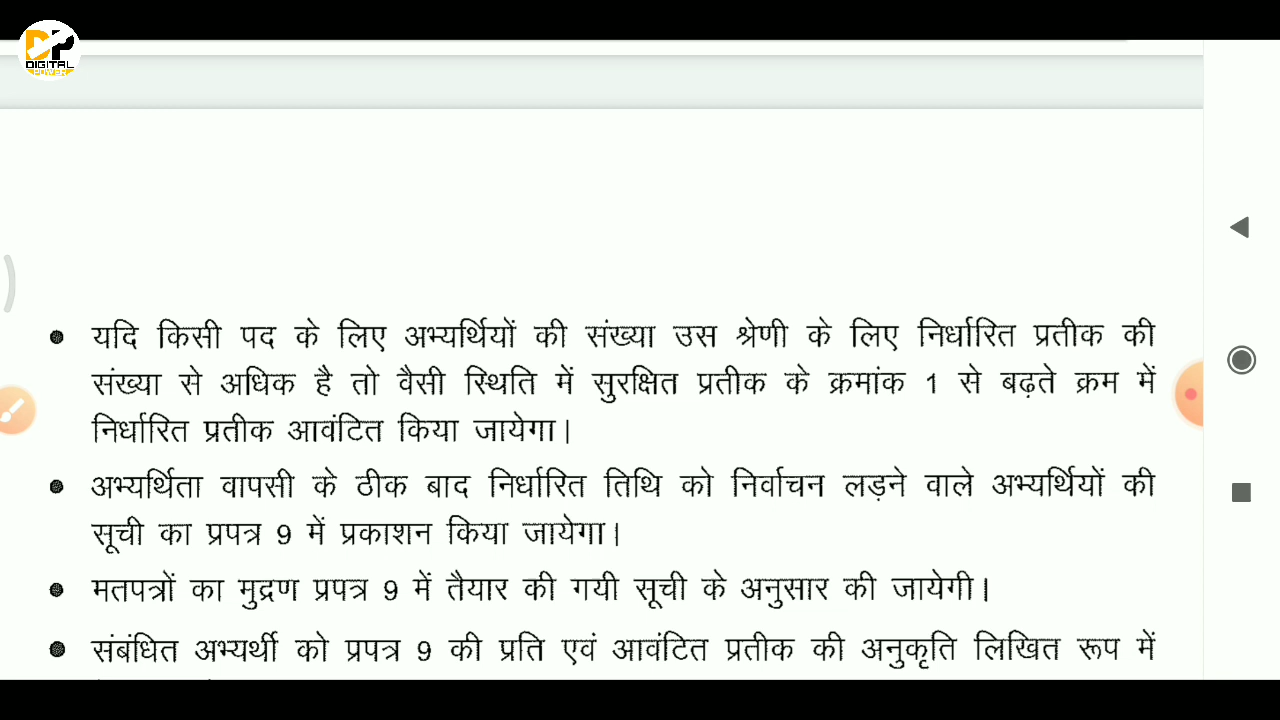 DP
DIGITAL
POWER
• यदि किसी पद के लिए अभ्यर्थियों की संख्या उस श्रेणी के लिए निर्धारित प्रतीक की
संख्या से अधिक है तो वैसी स्थिति में सुरक्षित प्रतीक के क्रमांक 1 से बढ़ते क्रम में
निर्धारित प्रतीक आवंटित किया जायेगा।
• अभ्यर्थिता वापसी के ठीक बाद निर्धारित तिथि को निर्वाचन लड़ने वाले अभ्यर्थियों की
सूची का प्रपत्र 9 में प्रकाशन किया जायेगा।
• मतपत्रों का मुद्रण प्रपत्र 9 में तैयार की गयी सूची के अनुसार की जायेगी।
• संबंधित अभ्यर्थी को प्रपत्र 9 की प्रति एवं आवंटित प्रतीक की अनुकृति लिखित रूप में